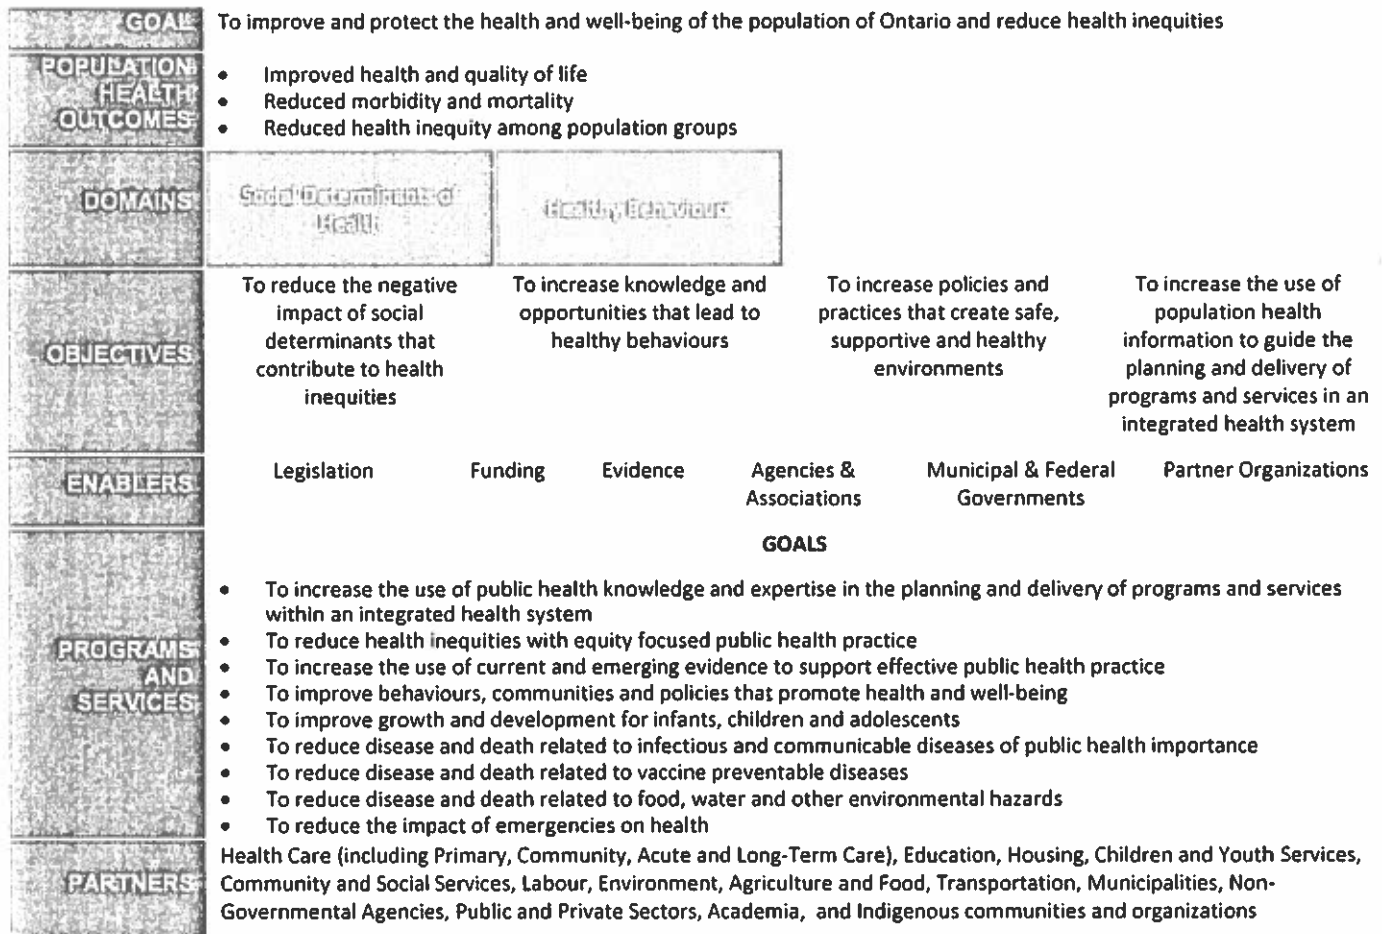 GOAL
To improve and protect the health and well-being of the population of Ontario and reduce health inequities
POPULATION
HEALTH
OUTCOMES
• Improved health and quality of life
• Reduced morbidity and mortality
• Reduced health inequity among population groups
DOMAINS
Social Determinants of
Health
Healthy Behaviours
OBJECTIVES
To reduce the negative
impact of social
determinants that
contribute to health
inequities
To increase knowledge and
opportunities that lead to
healthy behaviours
To increase policies and
practices that create safe,
supportive and healthy
environments
To increase the use of
population health
information to guide the
planning and delivery of
programs and services in an
integrated health system
ENABLERS
Legislation
Funding
Evidence
Agencies &
Associations
Municipal & Federal
Governments
Partner Organizations
PROGRAMS
AND
SERVICES
GOALS
• To increase the use of public health knowledge and expertise in the planning and delivery of programs and services
within an integrated health system
• To reduce health inequities with equity focused public health practice
• To increase the use of current and emerging evidence to support effective public health practice
• To improve behaviours, communities and policies that promote health and well-being
• To improve growth and development for infants, children and adolescents
• To reduce disease and death related to infectious and communicable diseases of public health importance
• To reduce disease and death related to vaccine preventable diseases
• To reduce disease and death related to food, water and other environmental hazards
• To reduce the impact of emergencies on health
PARTNERS
Health Care (including Primary, Community, Acute and Long-Term Care), Education, Housing, Children and Youth Services,
Community and Social Services, Labour, Environment, Agriculture and Food, Transportation, Municipalities, Non-
Governmental Agencies, Public and Private Sectors, Academia, and Indigenous communities and organizations